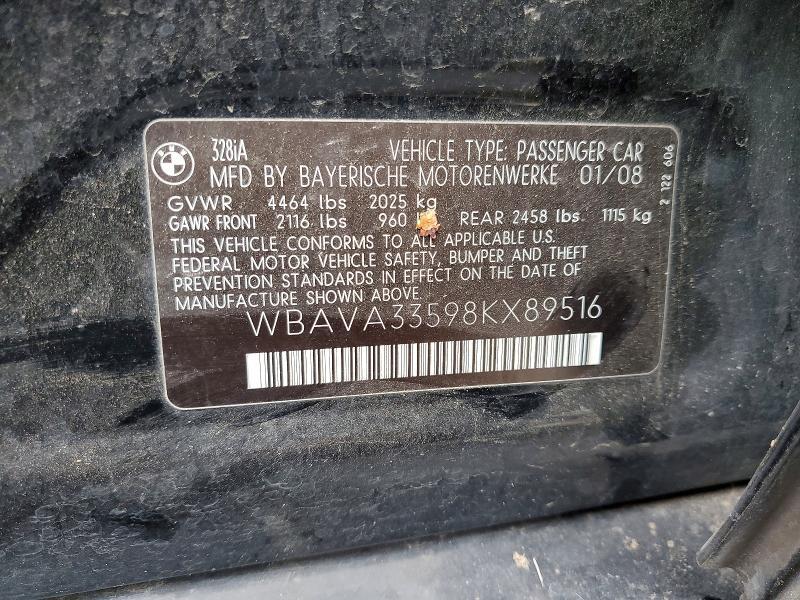 BMW
328iA VEHICLE TYPE: PASSENGER CAR
MFD BY BAYERISCHE MOTORENWERKE 01/08
GVWR 4464 lbs 2025 kg
GAWR FRONT 2116 lbs 960 REAR 2458 lbs. 1115 kg
THIS VEHICLE CONFORMS TO ALL APPLICABLE U.S.
FEDERAL MOTOR VEHICLE SAFETY, BUMPER AND THEFT
PREVENTION STANDARDS IN EFFECT ON THE DATE OF
MANUFACTURE SHOWN ABOVE.
WBAVA33598KX89516
2 122 606